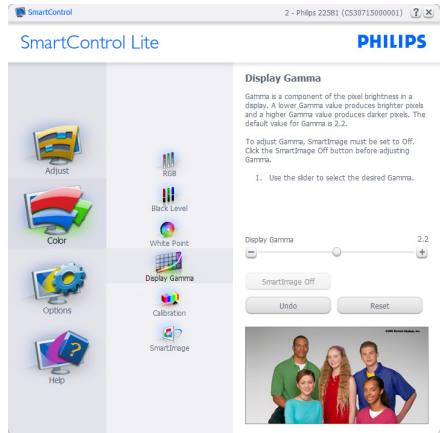 SmartControl
2 - Philips 225B1 (CS30715000001)
?
×
SmartControl Lite
PHILIPS
Adjust
Color
Options
Help
RGB
Black Level
White Point
Display Gamma
Calibration
SmartImage
Display Gamma
Gamma is a component of the pixel brightness in a
display. A lower Gamma value produces brighter pixels
and a higher Gamma value produces darker pixels. The
default value for Gamma is 2.2.
To adjust Gamma, SmartImage must be set to Off.
Click the SmartImage Off button before adjusting
Gamma.
1. Use the slider to select the desired Gamma.
Display Gamma 2.2
SmartImage Off
Undo Reset